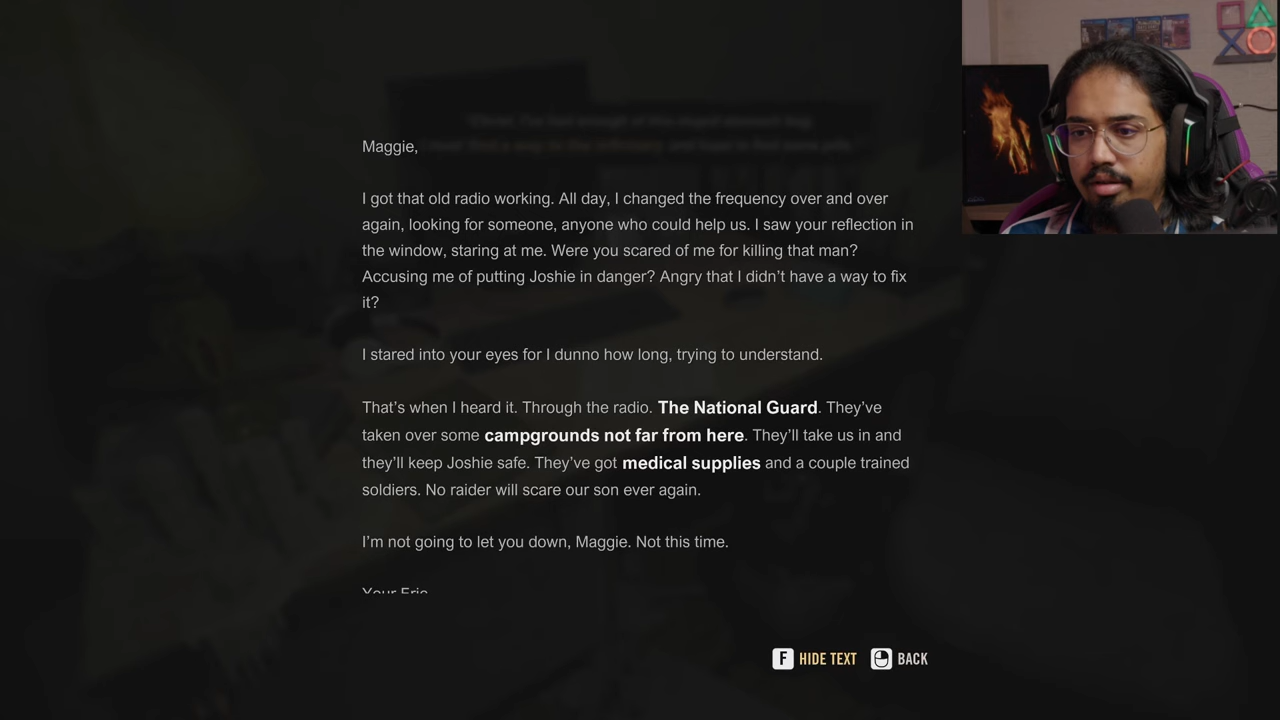 Maggie,
I got that old radio working. All day, I changed the frequency over and over
again, looking for someone, anyone who could help us. I saw your reflection in
the window, staring at me. Were you scared of me for killing that man?
Accusing me of putting Joshie in danger? Angry that I didn’t have a way to fix
it?
I stared into your eyes for I dunno how long, trying to understand.
That’s when I heard it. Through the radio. The National Guard. They’ve
taken over some campgrounds not far from here. They’ll take us in and
they’ll keep Joshie safe. They’ve got medical supplies and a couple trained
soldiers. No raider will scare our son ever again.
I’m not going to let you down, Maggie. Not this time.
Your Eric
F HIDE TEXT BACK